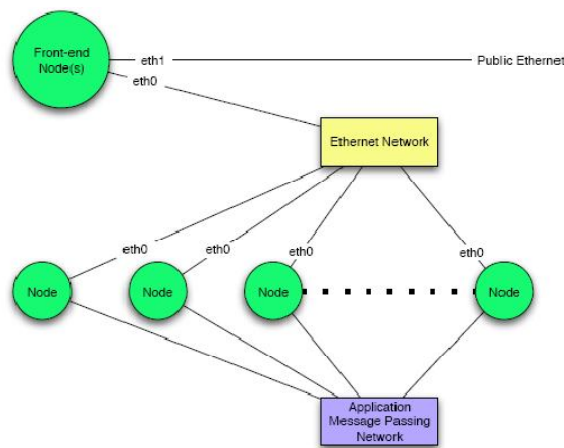 Front-end
Node(s)
eth1
Public Ethernet
eth0
Ethernet Network
eth0
eth0
eth0
eth0
Node
Node
Node
Node
Application
Message Passing
Network